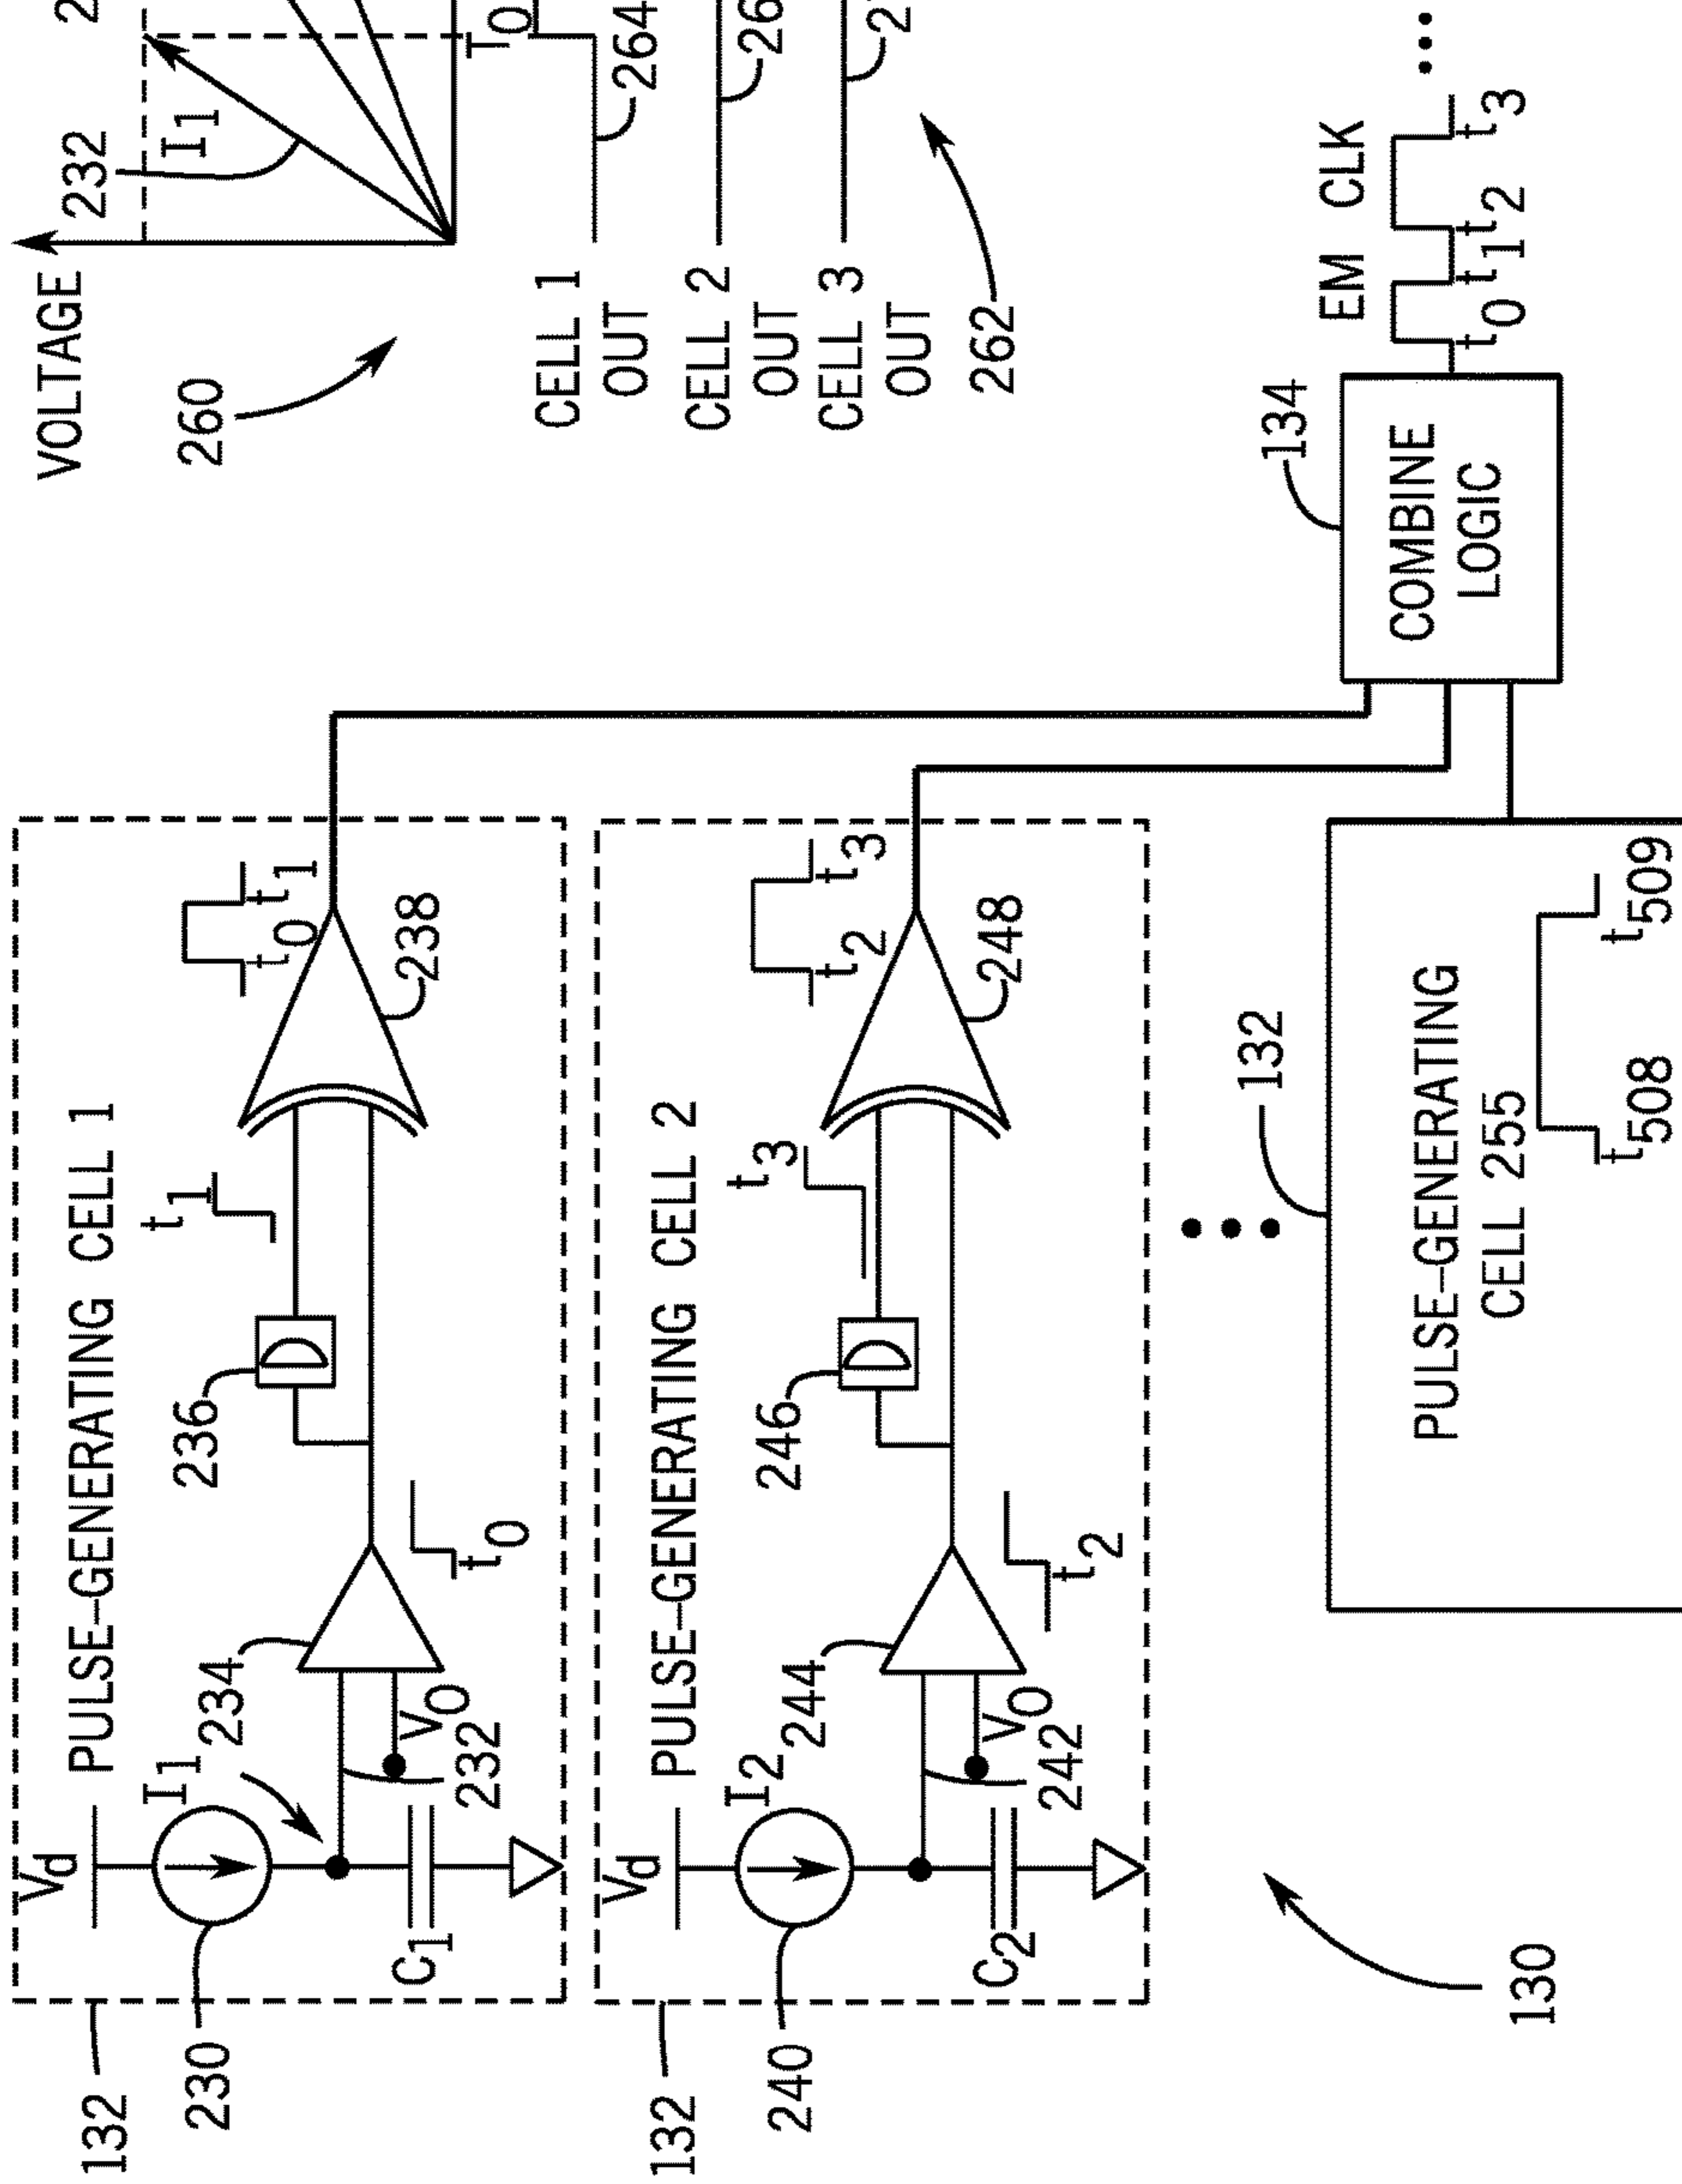 132
PULSE-GENERATING CELL 1
Vd
I1
230
C1
234
V0
232
t0
236
t1
t0 t1
238
132
PULSE-GENERATING CELL 2
Vd
I2
240
C2
244
V0
242
t2
246
t3
t2 t3
248
132
PULSE-GENERATING
CELL 255
t508 t509
130
134
COMBINE
LOGIC
EM CLK
t0 t1 t2 t3
VOLTAGE
232
I1
260
T0
CELL 1
OUT
264
CELL 2
OUT
CELL 3
OUT
262